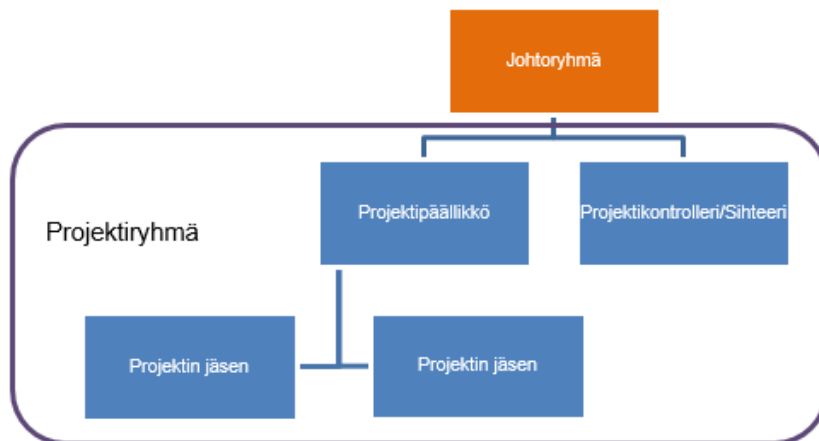 Johtoryhmä
Projektiryhmä
Projektipäällikkö
Projektikontrolleri/Sihteeri
Projektin jäsen
Projektin jäsen